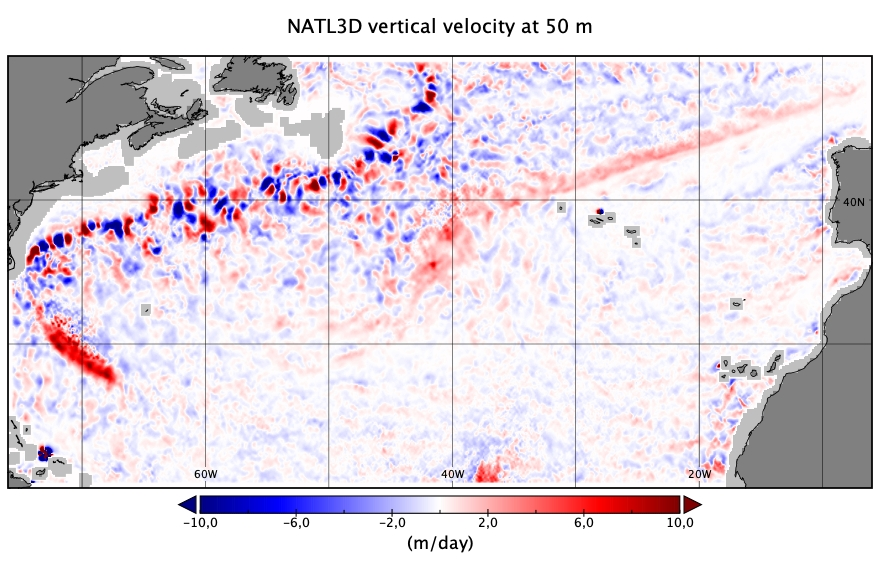 NATL3D vertical velocity at 50 m
40N
60W 40W 20W
−10,0 −6,0 −2,0 2,0 6,0 10,0
(m/day)